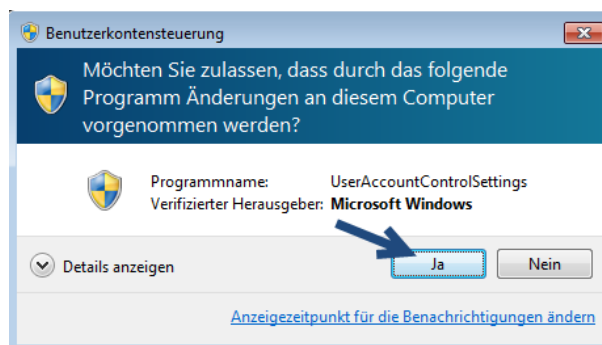 Benutzerkontensteuerung
Möchten Sie zulassen, dass durch das folgende
Programm Änderungen an diesem Computer
vorgenommen werden?
Programmname: UserAccountControlSettings
Verifizierter Herausgeber: Microsoft Windows
Details anzeigen Ja Nein
Anzeigezeitpunkt für die Benachrichtigungen ändern